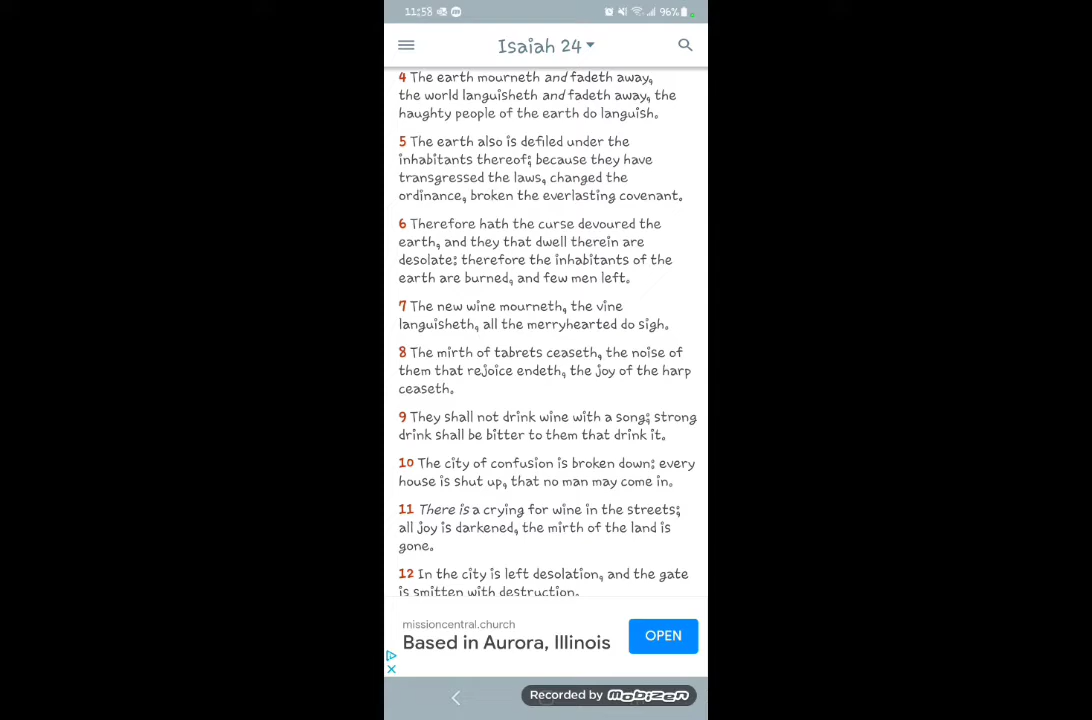 11:58
96%
Isaiah 24
4 The earth mourneth and fadeth away,
the world languisheth and fadeth away, the
haughty people of the earth do languish.
5 The earth also is defiled under the
inhabitants thereof; because they have
transgressed the laws, changed the
ordinance, broken the everlasting covenant.
6 Therefore hath the curse devoured the
earth, and they that dwell therein are
desolate: therefore the inhabitants of the
earth are burned, and few men left.
7 The new wine mourneth, the vine
languisheth, all the merryhearted do sigh.
8 The mirth of tabrets ceaseth, the noise of
them that rejoice endeth, the joy of the harp
ceaseth.
9 They shall not drink wine with a song; strong
drink shall be bitter to them that drink it.
10 The city of confusion is broken down: every
house is shut up, that no man may come in.
11 There is a crying for wine in the streets;
all joy is darkened, the mirth of the land is
gone.
12 In the city is left desolation, and the gate
is smitten with destruction.
missioncentral.church
Based in Aurora, Illinois
OPEN
Recorded by mobizen